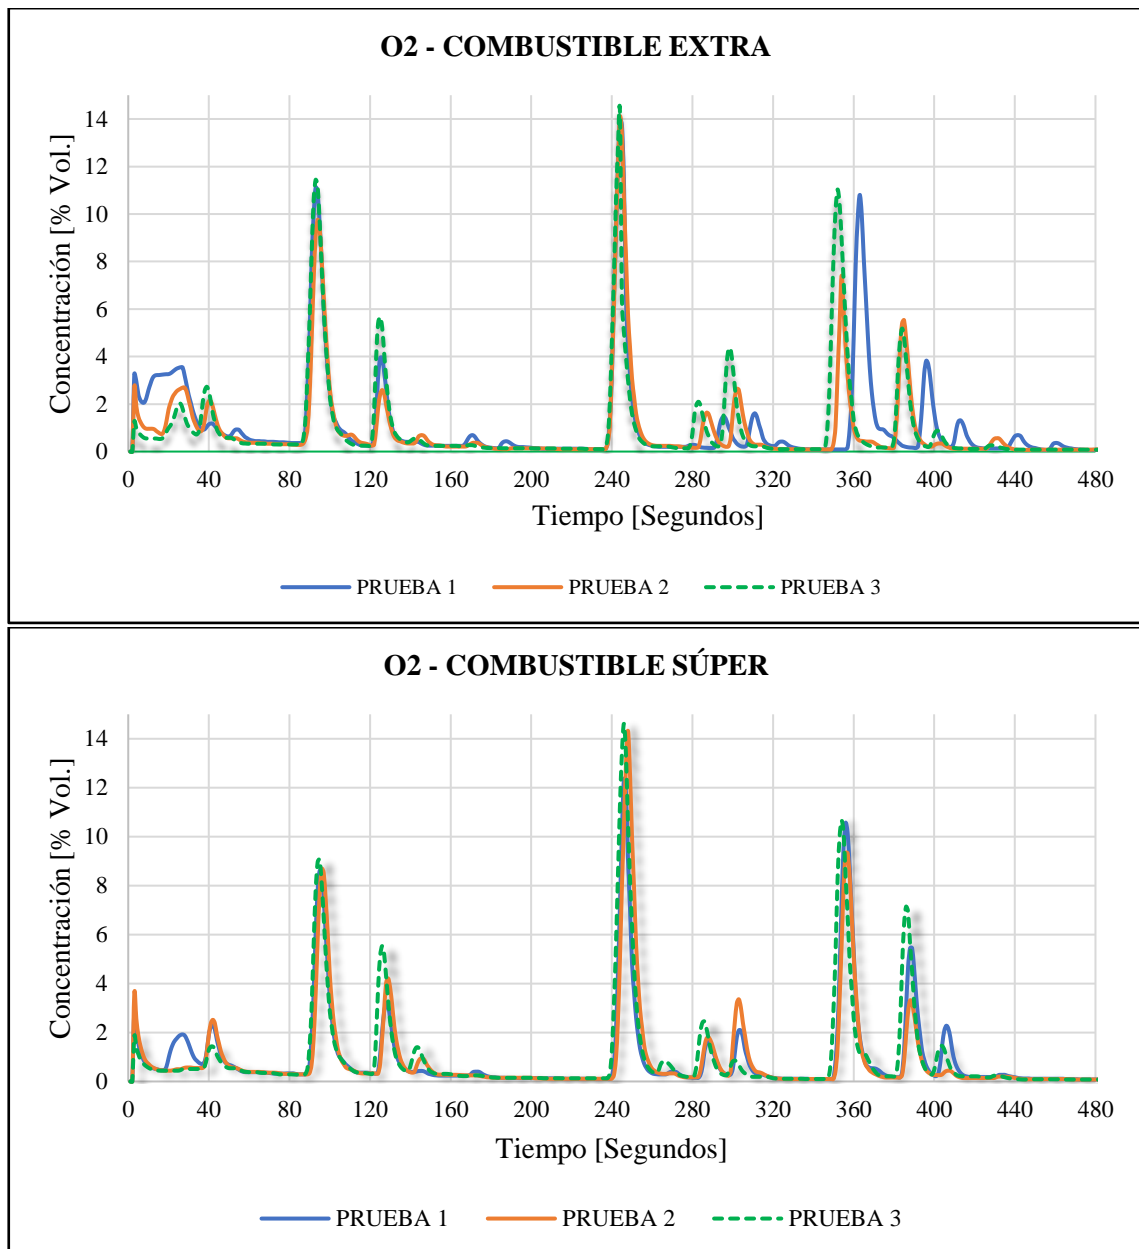 O2 - COMBUSTIBLE EXTRA
Concentración [% Vol.]
14
12
10
8
6
4
2
0
0 40 80 120 160 200 240 280 320 360 400 440 480
Tiempo [Segundos]
PRUEBA 1 PRUEBA 2 PRUEBA 3
O2 - COMBUSTIBLE SÚPER
Concentración [% Vol.]
14
12
10
8
6
4
2
0
0 40 80 120 160 200 240 280 320 360 400 440 480
Tiempo [Segundos]
PRUEBA 1 PRUEBA 2 PRUEBA 3